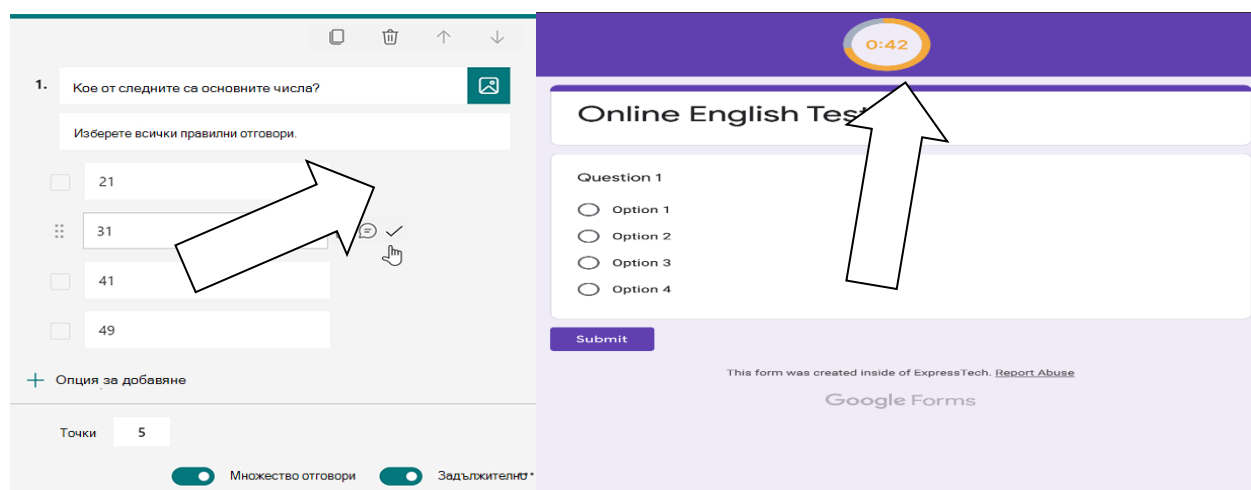 1. Кое от следните са основните числа?
Изберете всички правилни отговори.
21
31
41
49
+ Опция за добавяне
Точки 5
Множество отговори
Задължително
0:42
Online English Test
Question 1
Option 1
Option 2
Option 3
Option 4
Submit
This form was created inside of ExpressTech. Report Abuse
Google Forms